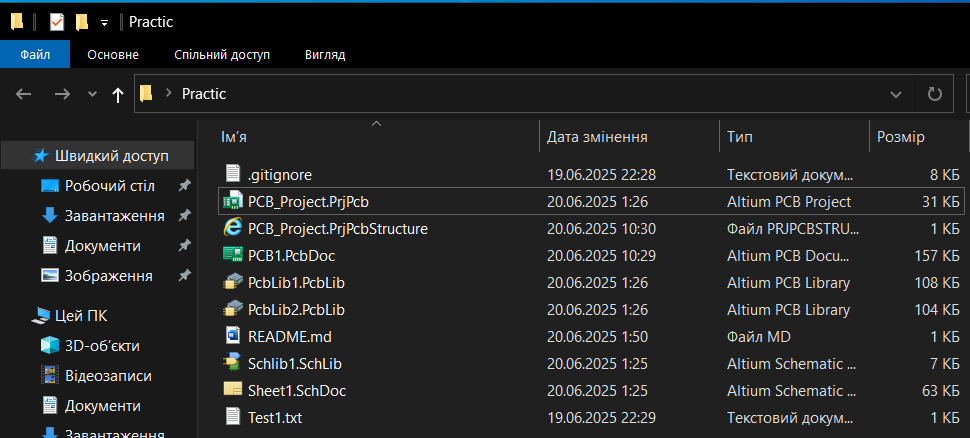 Practic
Файл Основне Спільний доступ Вигляд
Practic
Ім'я Дата змінення Тип Розмір
Швидкий доступ
Робочий стіл
Завантаження
Документи
Зображення
Цей ПК
3D-об'єкти
Відеозаписи
Документи
Завантаження
.gitignore 19.06.2025 22:28 Текстовий докум... 8 КБ
PCB_Project.PrjPcb 20.06.2025 1:26 Altium PCB Project 31 КБ
PCB_Project.PrjPcbStructure 20.06.2025 10:30 Файл PRJPCBSTRU... 1 КБ
PCB1.PcbDoc 20.06.2025 10:29 Altium PCB Docu... 157 КБ
PcbLib1.PcbLib 20.06.2025 1:26 Altium PCB Library 108 КБ
PcbLib2.PcbLib 20.06.2025 1:26 Altium PCB Library 104 КБ
README.md 20.06.2025 1:50 Файл MD 1 КБ
Schlib1.SchLib 20.06.2025 1:25 Altium Schematic ... 7 КБ
Sheet1.SchDoc 20.06.2025 1:25 Altium Schematic ... 63 КБ
Test1.txt 19.06.2025 22:29 Текстовий докум... 1 КБ